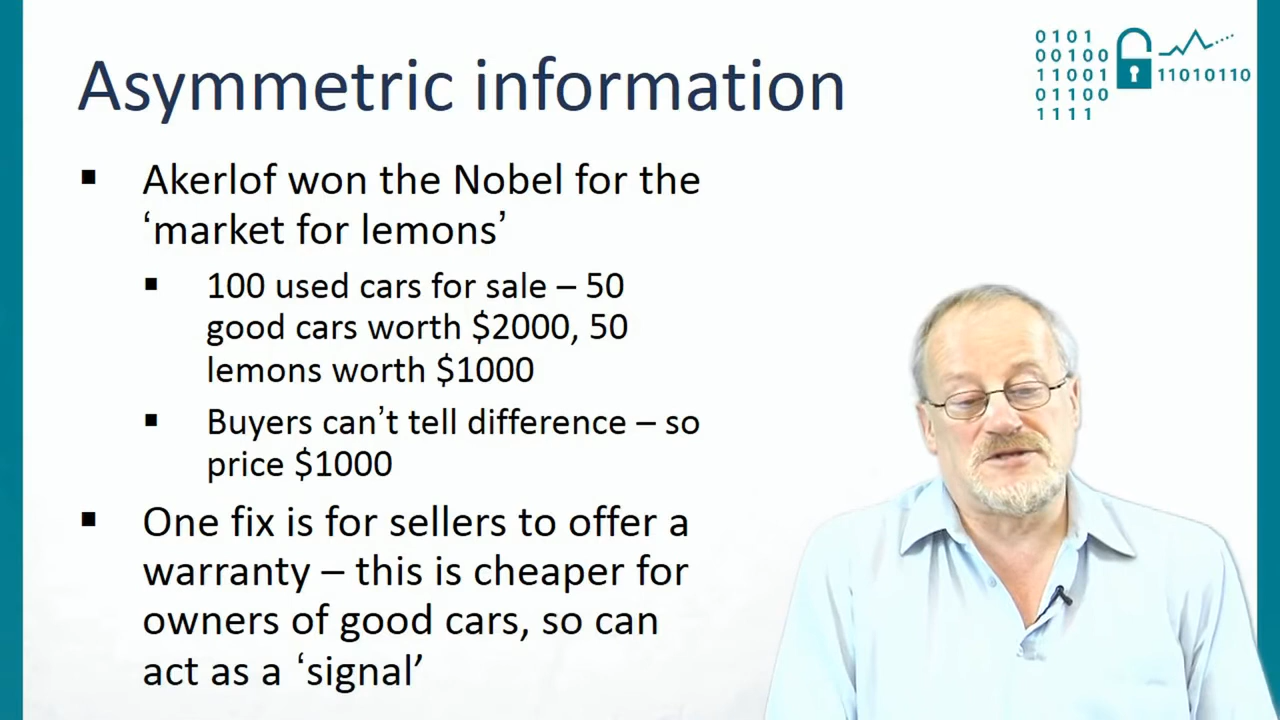 Asymmetric information
0101
00100
11001
01100
1111
11010110
▪ Akerlof won the Nobel for the
‘market for lemons’
▪ 100 used cars for sale – 50
good cars worth $2000, 50
lemons worth $1000
▪ Buyers can’t tell difference – so
price $1000
▪ One fix is for sellers to offer a
warranty – this is cheaper for
owners of good cars, so can
act as a ‘signal’